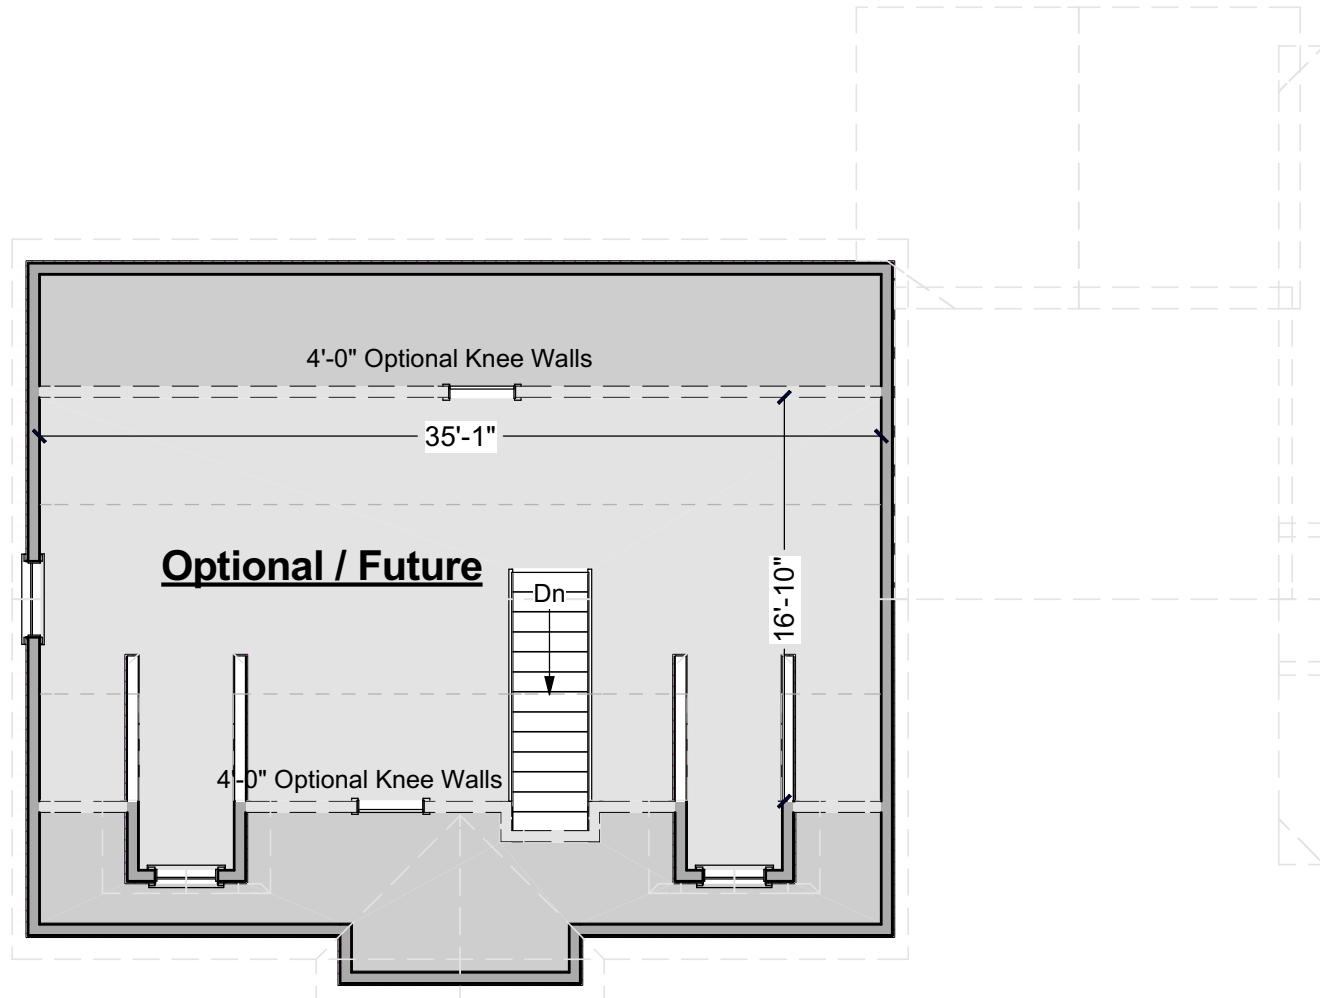 4'-0" Optional Knee Walls
35'-1"
Optional / Future
Dn
16'-10"
4'-0" Optional Knee Walls